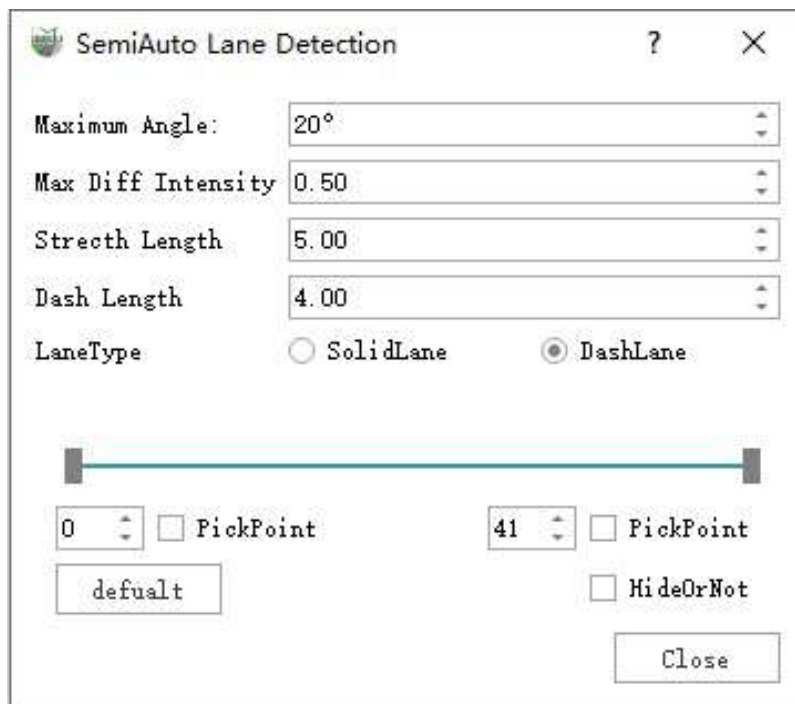 SemiAuto Lane Detection ? ×
Maximum Angle: 20°
Max Diff Intensity 0.50
Strecth Length 5.00
Dash Length 4.00
LaneType SolidLane DashLane
0 PickPoint 41 PickPoint
defualt HideOrNot
Close